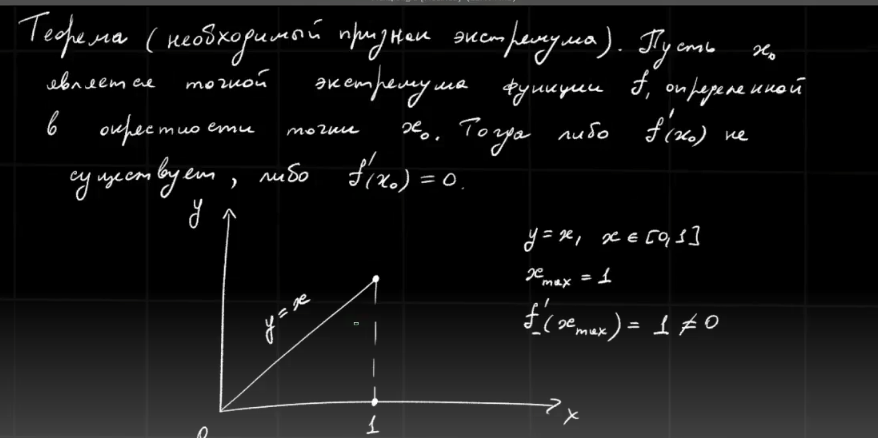 Теорема (необходимый признак экстремума). Пусть x₀
является точкой экстремума функции f, определенной
в окрестности точки x₀. Тогда либо f'(x₀) не
существует, либо f'(x₀) = 0.
y
y = x, x ∈ [0,1]
x_max = 1
y = x
f'₋(x_max) = 1 ≠ 0
0
1
x